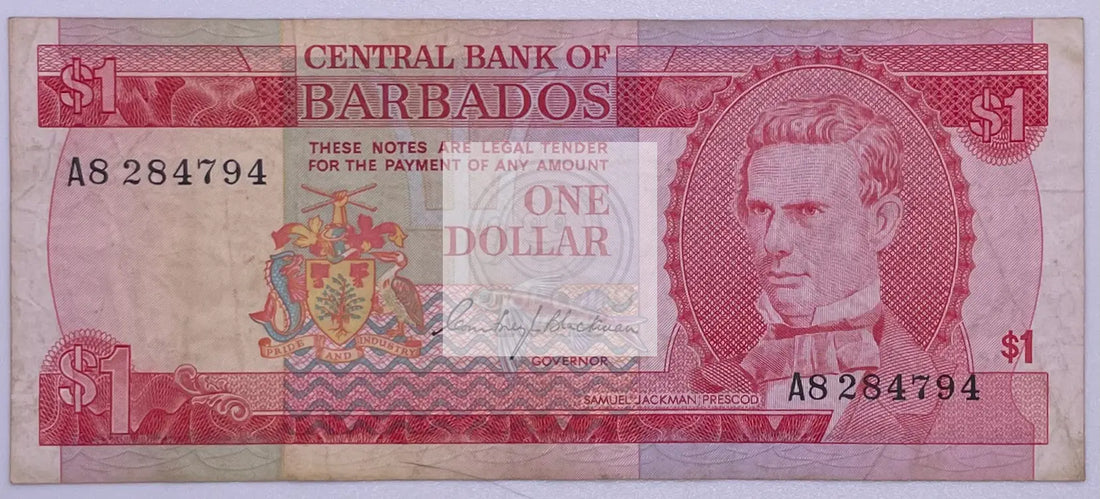 $1
CENTRAL BANK OF
BARBADOS
$1
THESE NOTES ARE LEGAL TENDER
FOR THE PAYMENT OF ANY AMOUNT
A8 284794
ONE
DOLLAR
PRIDE AND INDUSTRY
GOVERNOR
$1
$1
SAMUEL JACKMAN PRESCOD
A8 284794